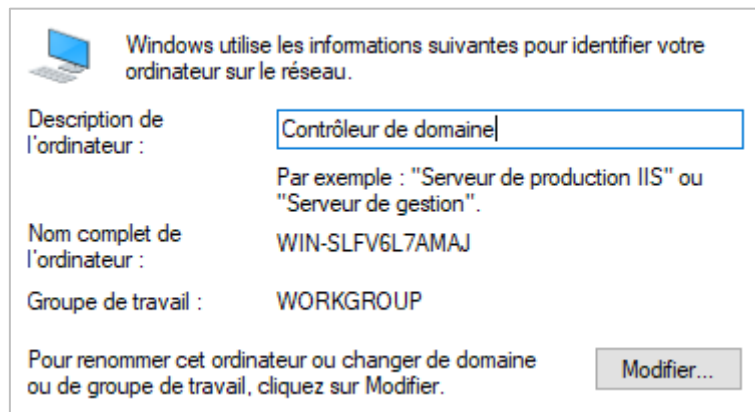 Windows utilise les informations suivantes pour identifier votre
ordinateur sur le réseau.
Description de
l'ordinateur :
Contrôleur de domaine
Par exemple : "Serveur de production IIS" ou
"Serveur de gestion".
Nom complet de
l'ordinateur :
WIN-SLFV6L7AMAJ
Groupe de travail :
WORKGROUP
Pour renommer cet ordinateur ou changer de domaine
ou de groupe de travail, cliquez sur Modifier.
Modifier...